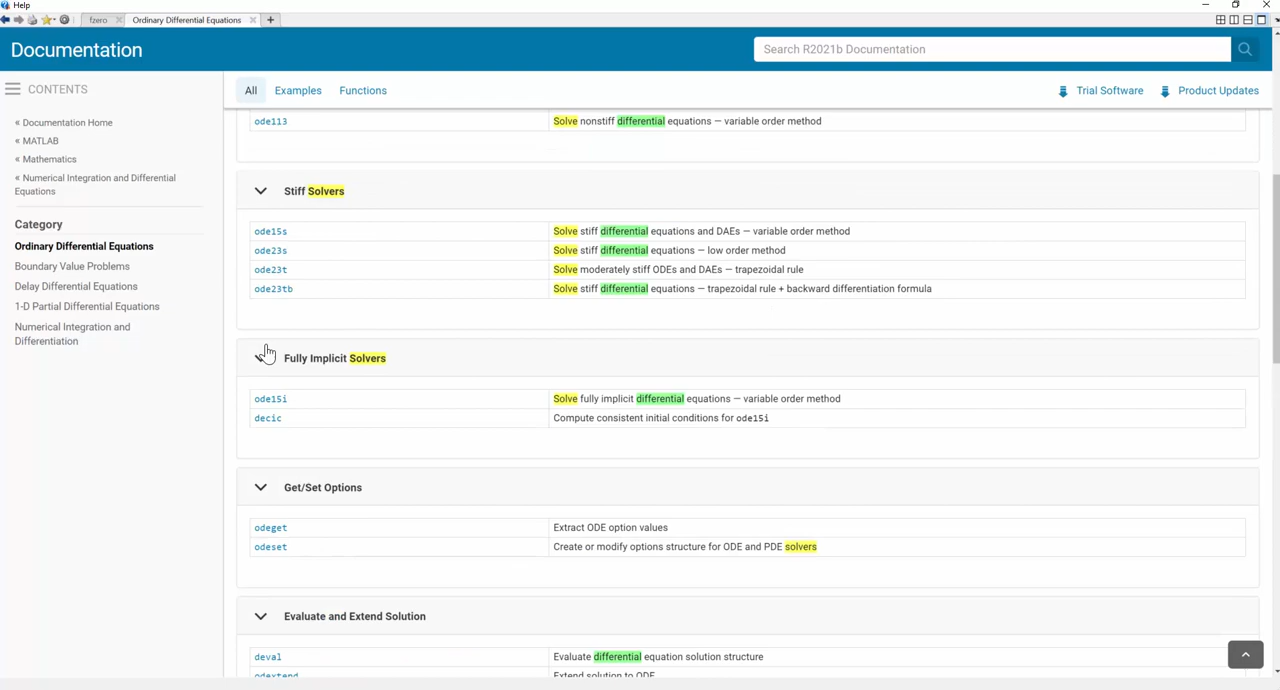 Help
fzero
Ordinary Differential Equations
Documentation
Search R2021b Documentation
CONTENTS
« Documentation Home
« MATLAB
« Mathematics
« Numerical Integration and Differential
Equations
Category
Ordinary Differential Equations
Boundary Value Problems
Delay Differential Equations
1-D Partial Differential Equations
Numerical Integration and
Differentiation
All Examples Functions
Trial Software Product Updates
ode113 Solve nonstiff differential equations — variable order method
Stiff Solvers
ode15s Solve stiff differential equations and DAEs — variable order method
ode23s Solve stiff differential equations — low order method
ode23t Solve moderately stiff ODEs and DAEs — trapezoidal rule
ode23tb Solve stiff differential equations — trapezoidal rule + backward differentiation formula
Fully Implicit Solvers
ode15i Solve fully implicit differential equations — variable order method
decic Compute consistent initial conditions for ode15i
Get/Set Options
odeget Extract ODE option values
odeset Create or modify options structure for ODE and PDE solvers
Evaluate and Extend Solution
deval Evaluate differential equation solution structure
odextend Extend solution to ODE